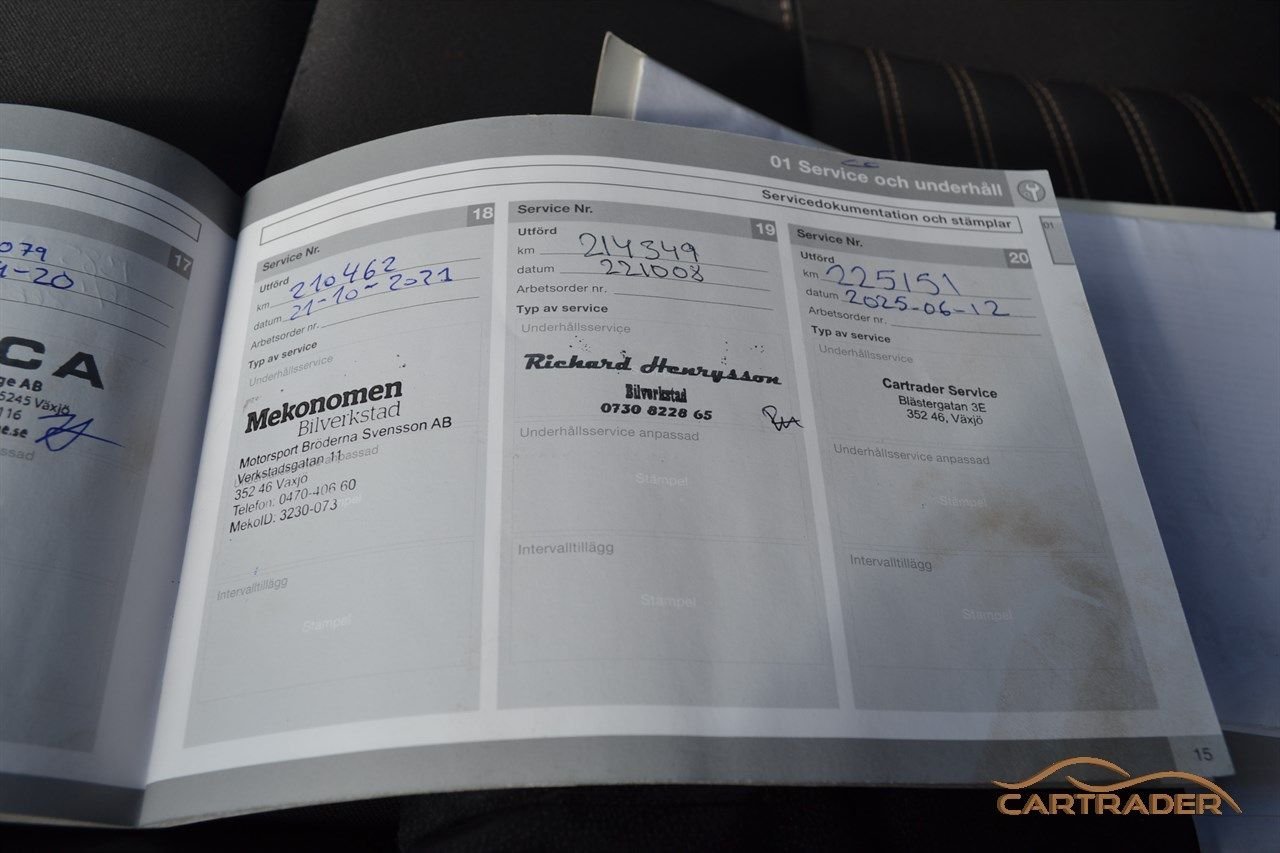 01 Service och underhåll
Servicedokumentation och stämplar
01
17
079
1-20
CA
ge AB
5245 Växjö
116
e.se
ssad
Service Nr. 18
Utförd
km 210462
datum 21-10-2021
Arbetsorder nr.
Typ av service
Underhållsservice
Mekonomen
Bilverkstad
Motorsport Bröderna Svensson AB
Verkstadsgatan 11
352 46 Växjö
Telefon: 0470-406 60
MekoID: 3230-073
Intervalltillägg
Stämpel
Service Nr. 19
Utförd
km 214349
datum 221008
Arbetsorder nr.
Typ av service
Underhållsservice
Richard Henrysson
Bilverkstad
0730 8228 65
Underhållsservice anpassad
Stämpel
Intervalltillägg
Stämpel
Service Nr. 20
Utförd
km 225151
datum 2025-06-12
Arbetsorder nr.
Typ av service
Underhållsservice
Cartrader Service
Blästergatan 3E
352 46, Växjö
Underhållsservice anpassad
Stämpel
Intervalltillägg
Stämpel
15
CARTRADER